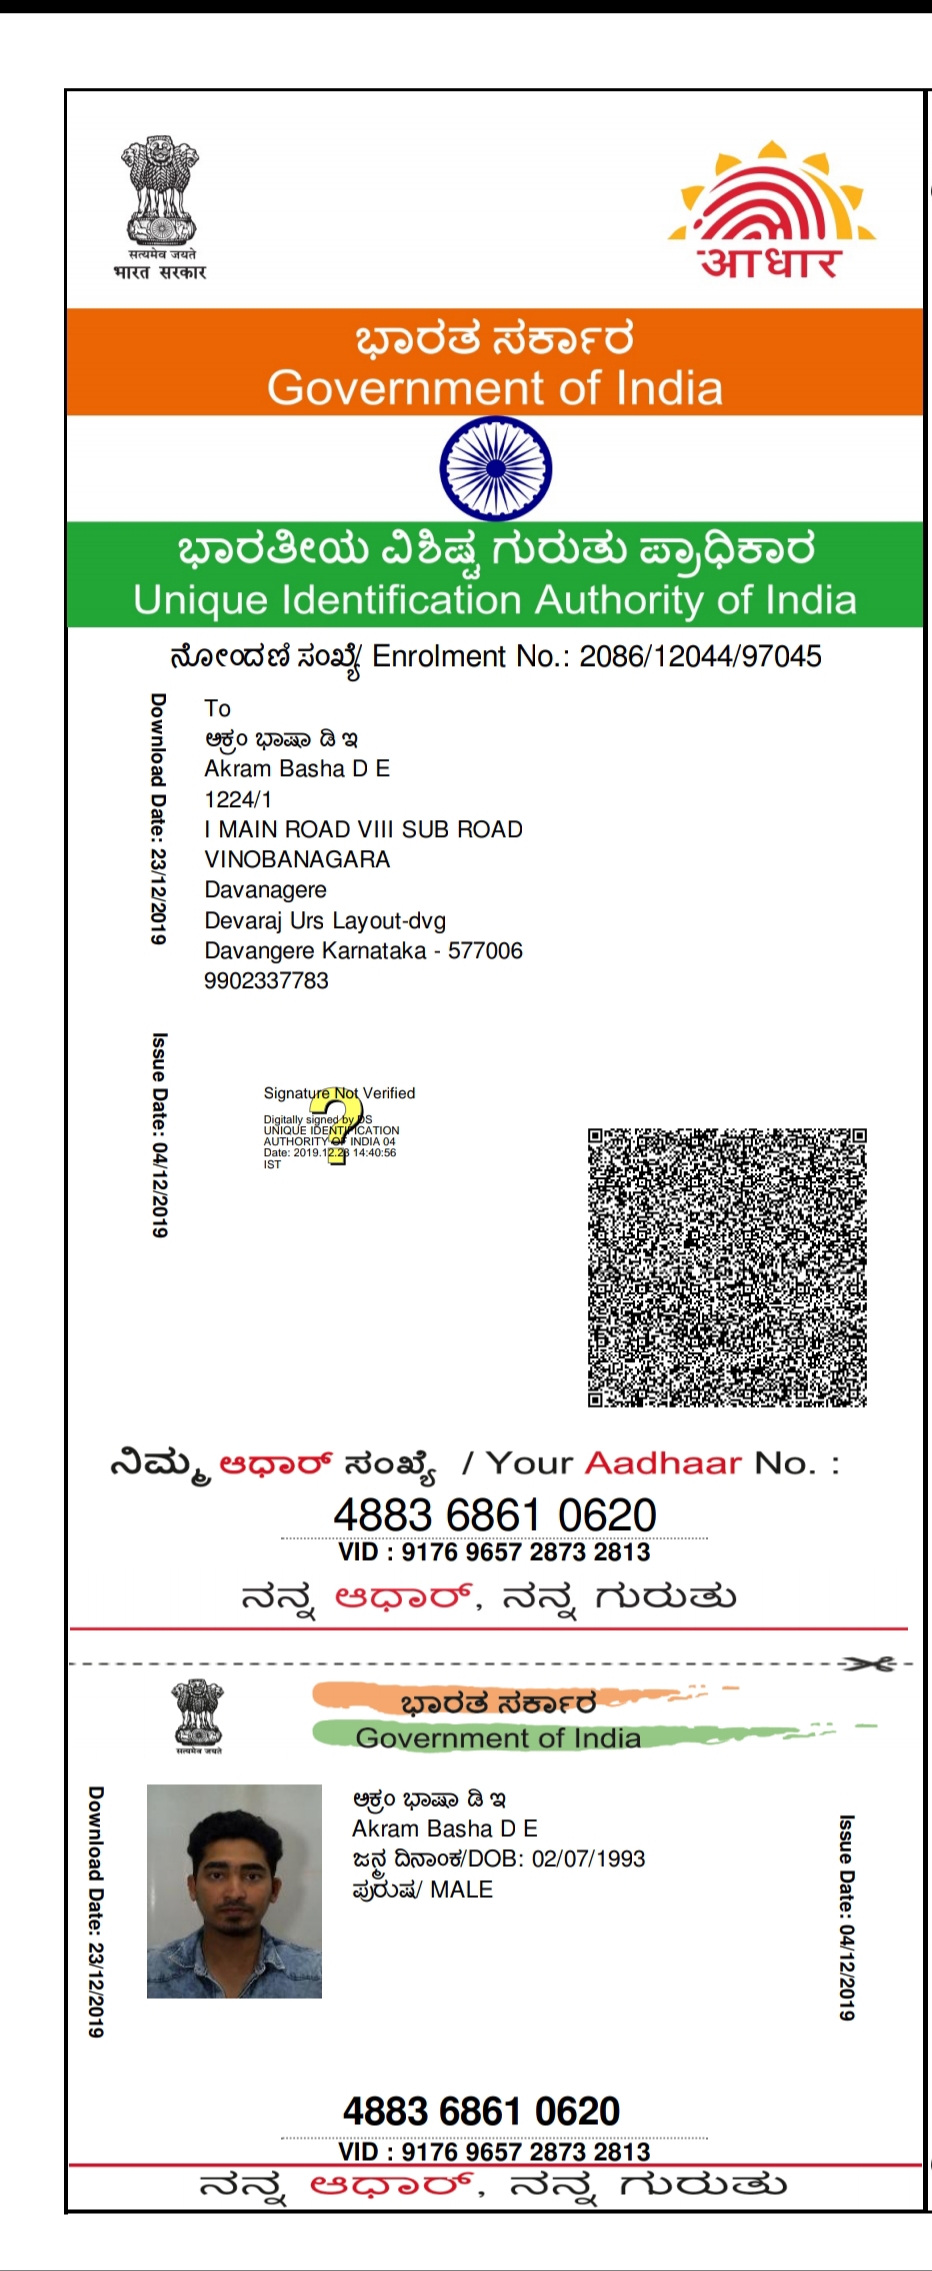 सत्यमेव जयते
भारत सरकार
आधार
ಭಾರತ ಸರ್ಕಾರ
Government of India
ಭಾರತೀಯ ವಿಶಿಷ್ಟ ಗುರುತು ಪ್ರಾಧಿಕಾರ
Unique Identification Authority of India
ನೋಂದಣಿ ಸಂಖ್ಯೆ/ Enrolment No.: 2086/12044/97045
Download Date: 23/12/2019
To
ಅಕ್ರಂ ಭಾಷಾ ಡಿ ಇ
Akram Basha D E
1224/1
I MAIN ROAD VIII SUB ROAD
VINOBANAGARA
Davanagere
Devaraj Urs Layout-dvg
Davangere Karnataka - 577006
9902337783
Issue Date: 04/12/2019
Signature Not Verified
Digitally signed by DS
UNIQUE IDENTIFICATION
AUTHORITY OF INDIA 04
Date: 2019.12.23 14:40:56
IST
ನಿಮ್ಮ ಆಧಾರ್ ಸಂಖ್ಯೆ / Your Aadhaar No. :
4883 6861 0620
VID : 9176 9657 2873 2813
ನನ್ನ ಆಧಾರ್, ನನ್ನ ಗುರುತು
सत्यमेव जयते
ಭಾರತ ಸರ್ಕಾರ
Government of India
Download Date: 23/12/2019
ಅಕ್ರಂ ಭಾಷಾ ಡಿ ಇ
Akram Basha D E
ಜನ್ಮ ದಿನಾಂಕ/DOB: 02/07/1993
ಪುರುಷ/ MALE
Issue Date: 04/12/2019
4883 6861 0620
VID : 9176 9657 2873 2813
ನನ್ನ ಆಧಾರ್, ನನ್ನ ಗುರುತು